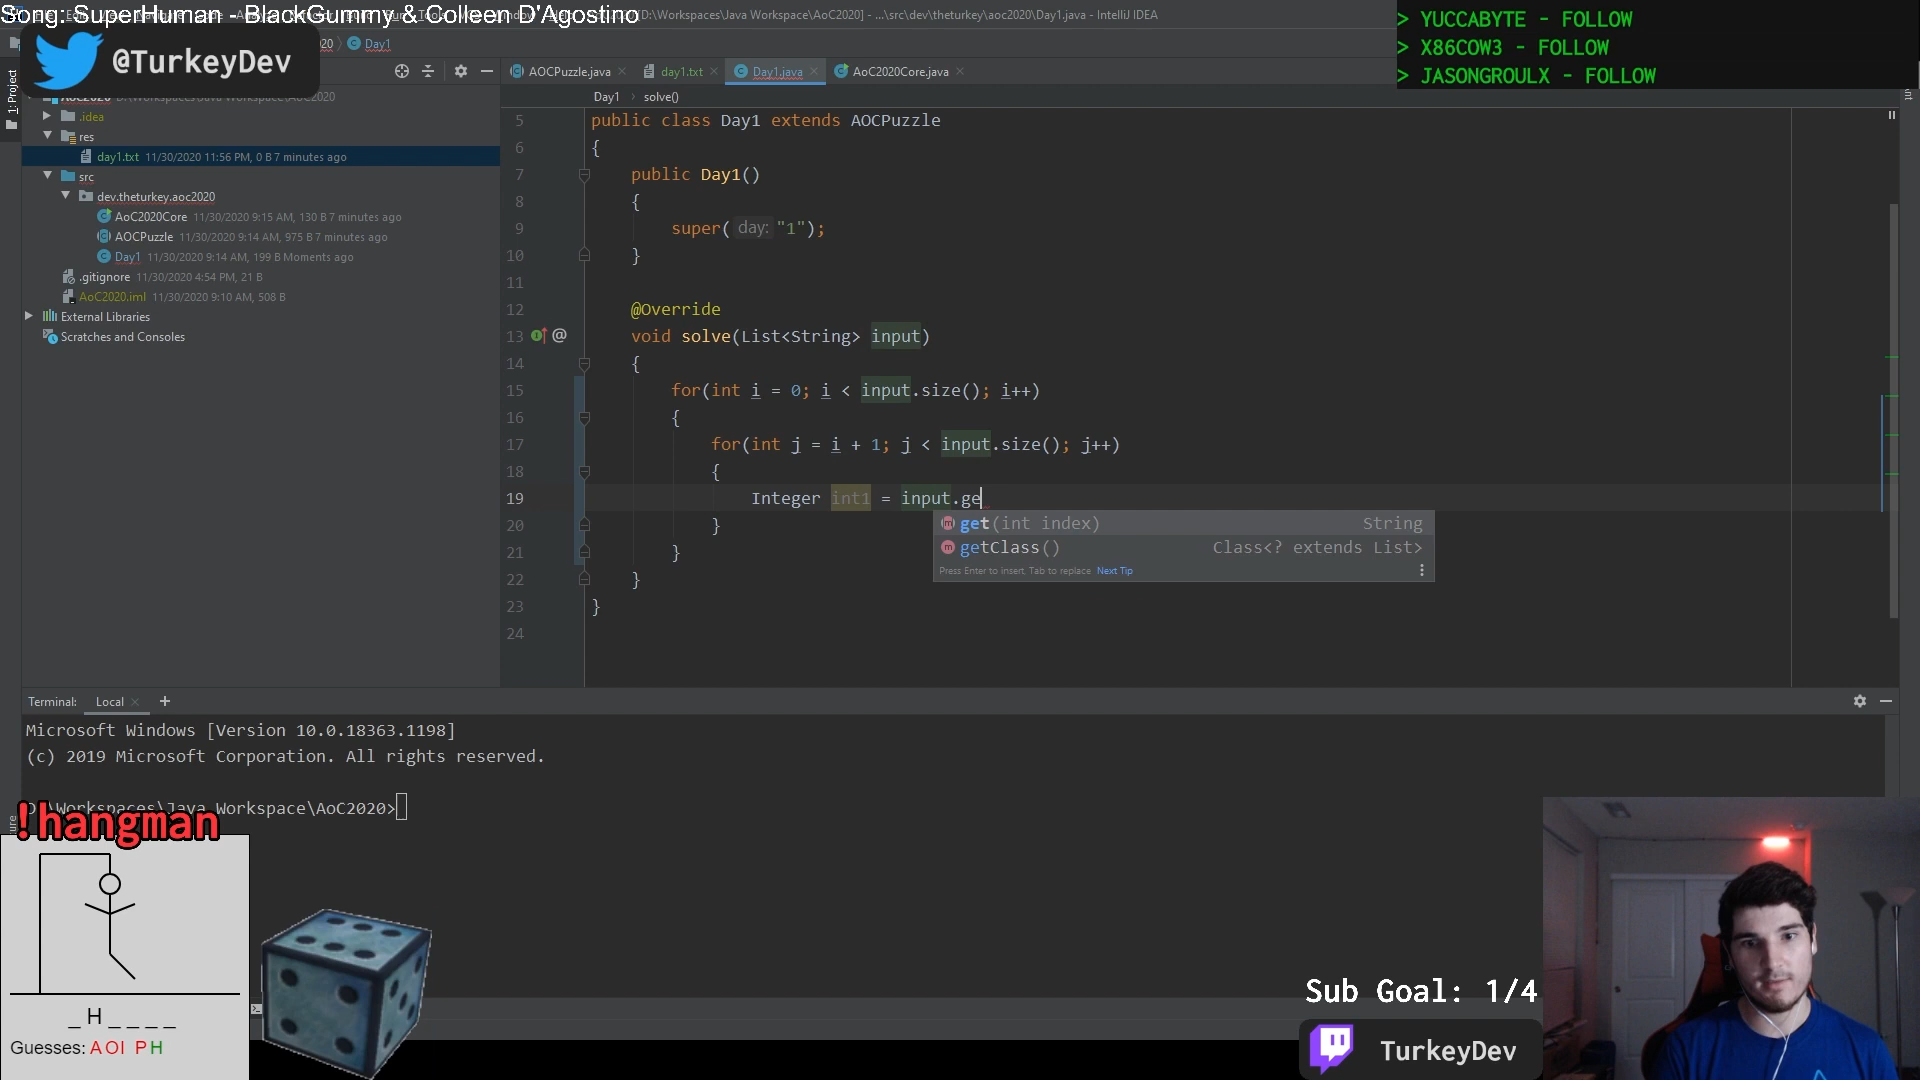 Song: SuperHuman - BlackGummy & Colleen D'Agostino
[D:\Workspaces\Java Workspace\AoC2020] - ...\src\dev\theturkey\aoc2020\Day1.java - IntelliJ IDEA
> YUCCABYTE - FOLLOW
> X86COW3 - FOLLOW
> JASONGROULX - FOLLOW
@TurkeyDev
20 Day1
1: Project
AOCPuzzle.java day1.txt Day1.java AoC2020Core.java
Day1 solve()
AoC2020 D:\Workspaces\Java Workspace\AoC2020
.idea
res
day1.txt 11/30/2020 11:56 PM, 0 B 7 minutes ago
src
dev.theturkey.aoc2020
AoC2020Core 11/30/2020 9:15 AM, 130 B 7 minutes ago
AOCPuzzle 11/30/2020 9:14 AM, 975 B 7 minutes ago
Day1 11/30/2020 9:14 AM, 199 B Moments ago
.gitignore 11/30/2020 4:54 PM, 21 B
AoC2020.iml 11/30/2020 9:10 AM, 508 B
External Libraries
Scratches and Consoles
5 public class Day1 extends AOCPuzzle
6 {
7 public Day1()
8 {
9 super( day: "1");
10 }
11
12 @Override
13 void solve(List<String> input)
14 {
15 for(int i = 0; i < input.size(); i++)
16 {
17 for(int j = i + 1; j < input.size(); j++)
18 {
19 Integer int1 = input.ge
20 }
21 }
22 }
23 }
24
get(int index) String
getClass() Class<? extends List>
Press Enter to insert, Tab to replace Next Tip
Terminal: Local +
Microsoft Windows [Version 10.0.18363.1198]
(c) 2019 Microsoft Corporation. All rights reserved.
D:\Workspaces\Java Workspace\AoC2020>
!hangman
_ H _ _ _ _
Guesses: A O I P H
Sub Goal: 1/4
TurkeyDev